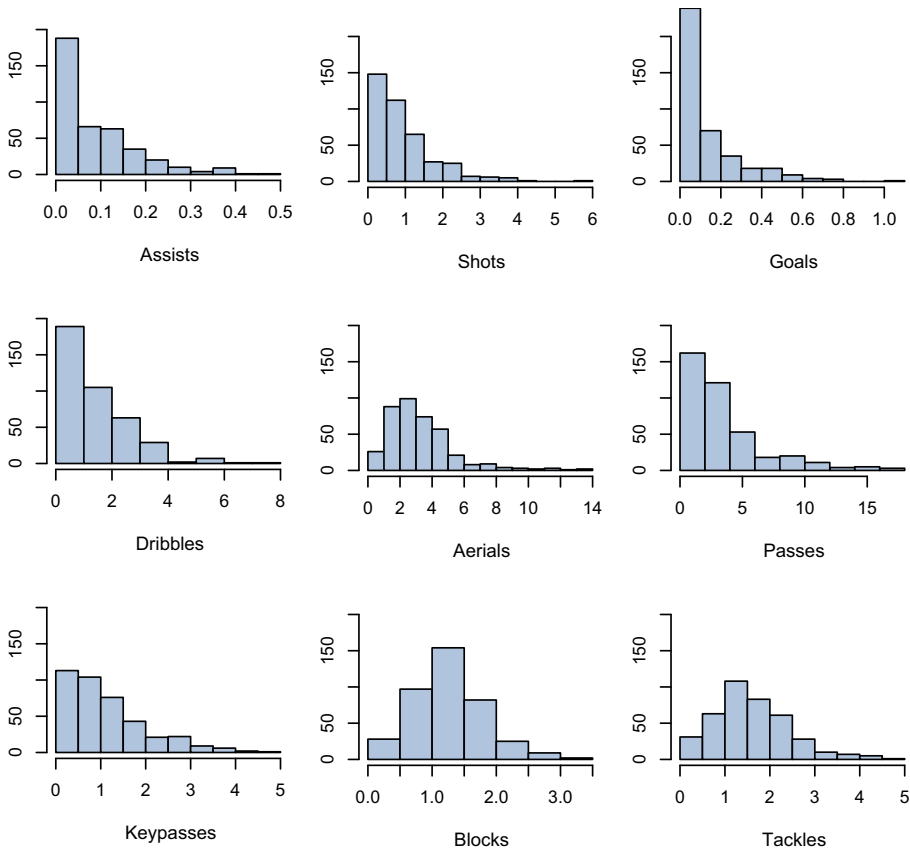 0 50 150
0.0 0.1 0.2 0.3 0.4 0.5
Assists
0 50 150
0 1 2 3 4 5 6
Shots
0 50 150
0.0 0.2 0.4 0.6 0.8 1.0
Goals
0 50 150
0 2 4 6 8
Dribbles
0 50 150
0 2 4 6 8 10 14
Aerials
0 50 150
0 5 10 15
Passes
0 50 150
0 1 2 3 4 5
Keypasses
0 50 150
0.0 1.0 2.0 3.0
Blocks
0 50 150
0 1 2 3 4 5
Tackles